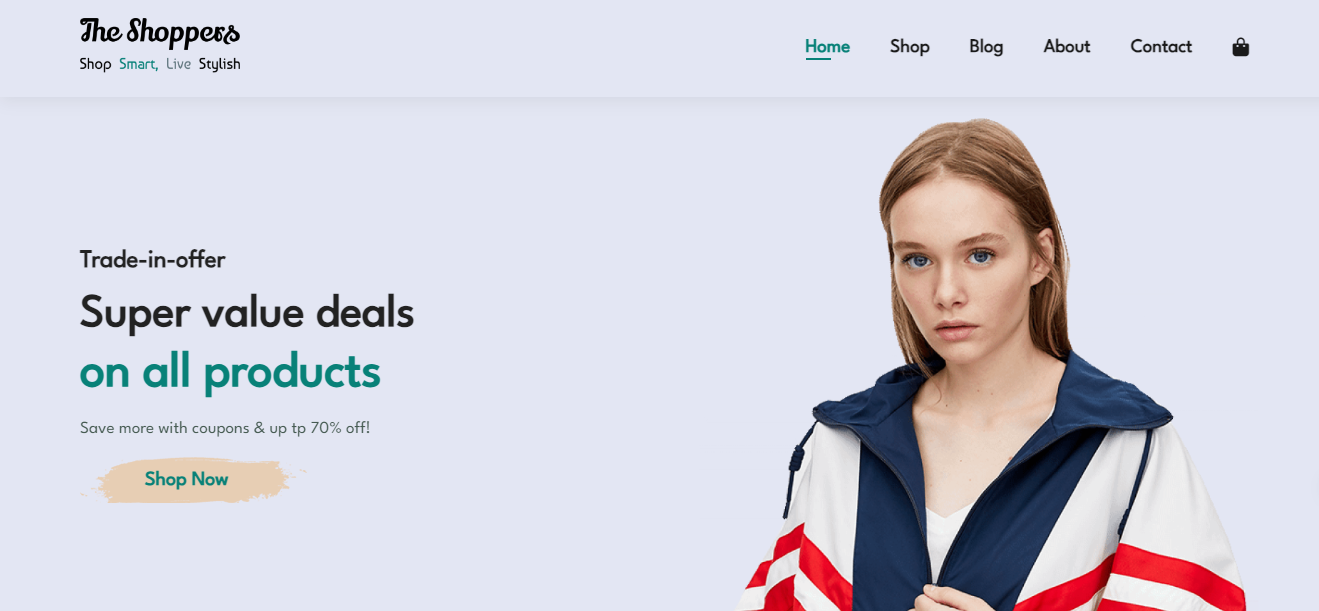 The Shoppers
Shop Smart, Live Stylish
Home Shop Blog About Contact
Trade-in-offer
Super value deals
on all products
Save more with coupons & up tp 70% off!
Shop Now